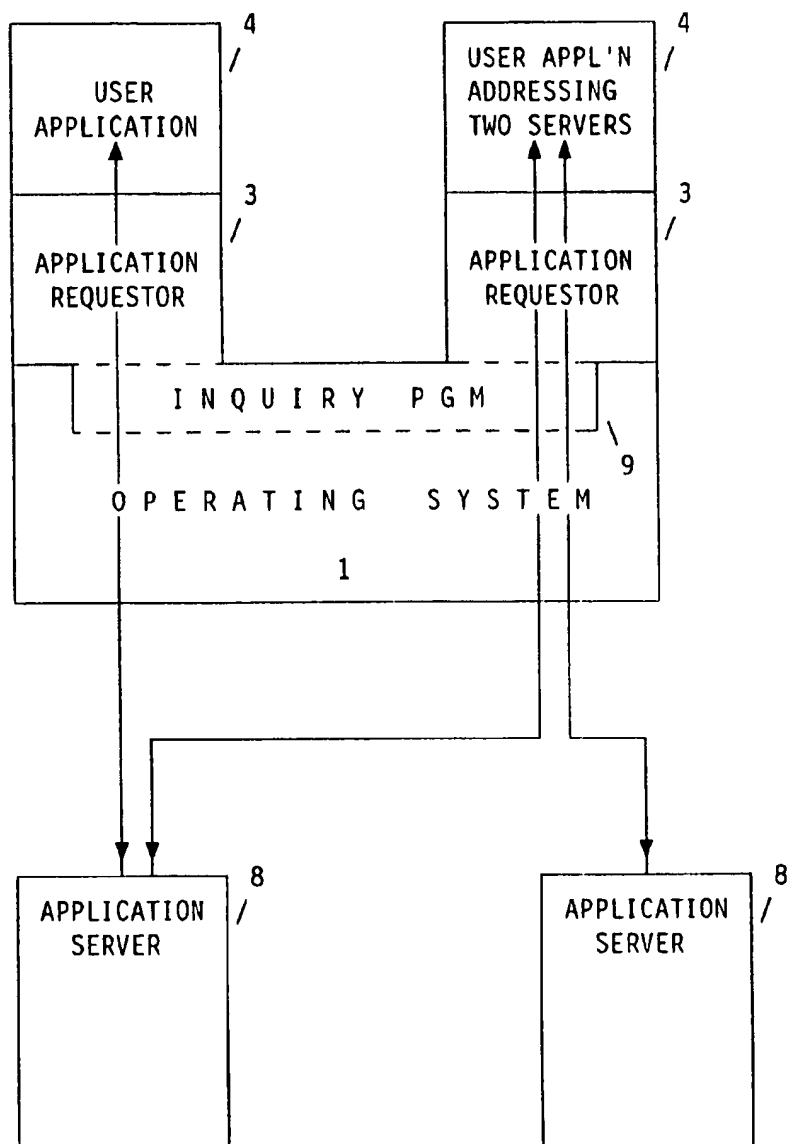 4
USER
APPLICATION
3
APPLICATION
REQUESTOR
4
USER APPL'N
ADDRESSING
TWO SERVERS
3
APPLICATION
REQUESTOR
INQUIRY PGM
9
OPERATING SYSTEM
1
8
APPLICATION
SERVER
8
APPLICATION
SERVER